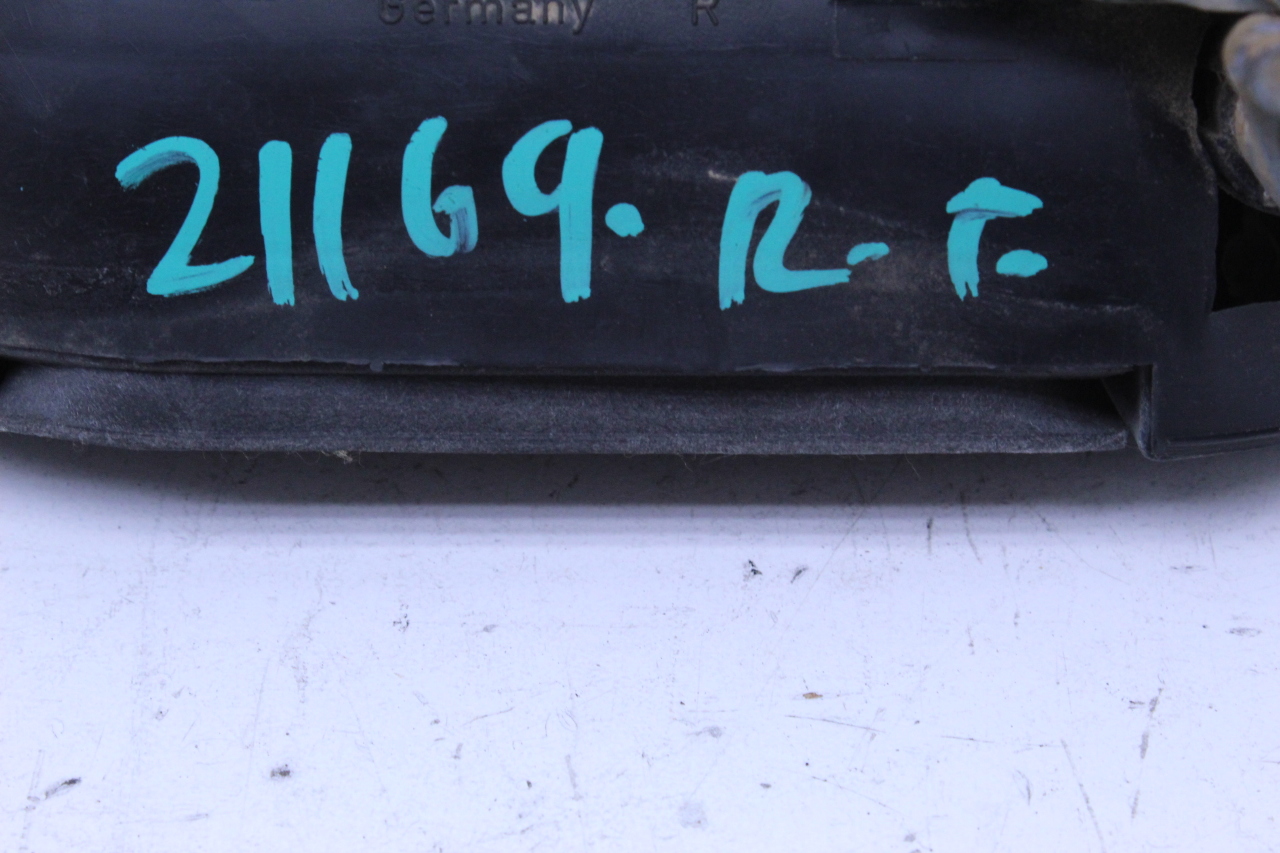 Germany R
21169. R. F.